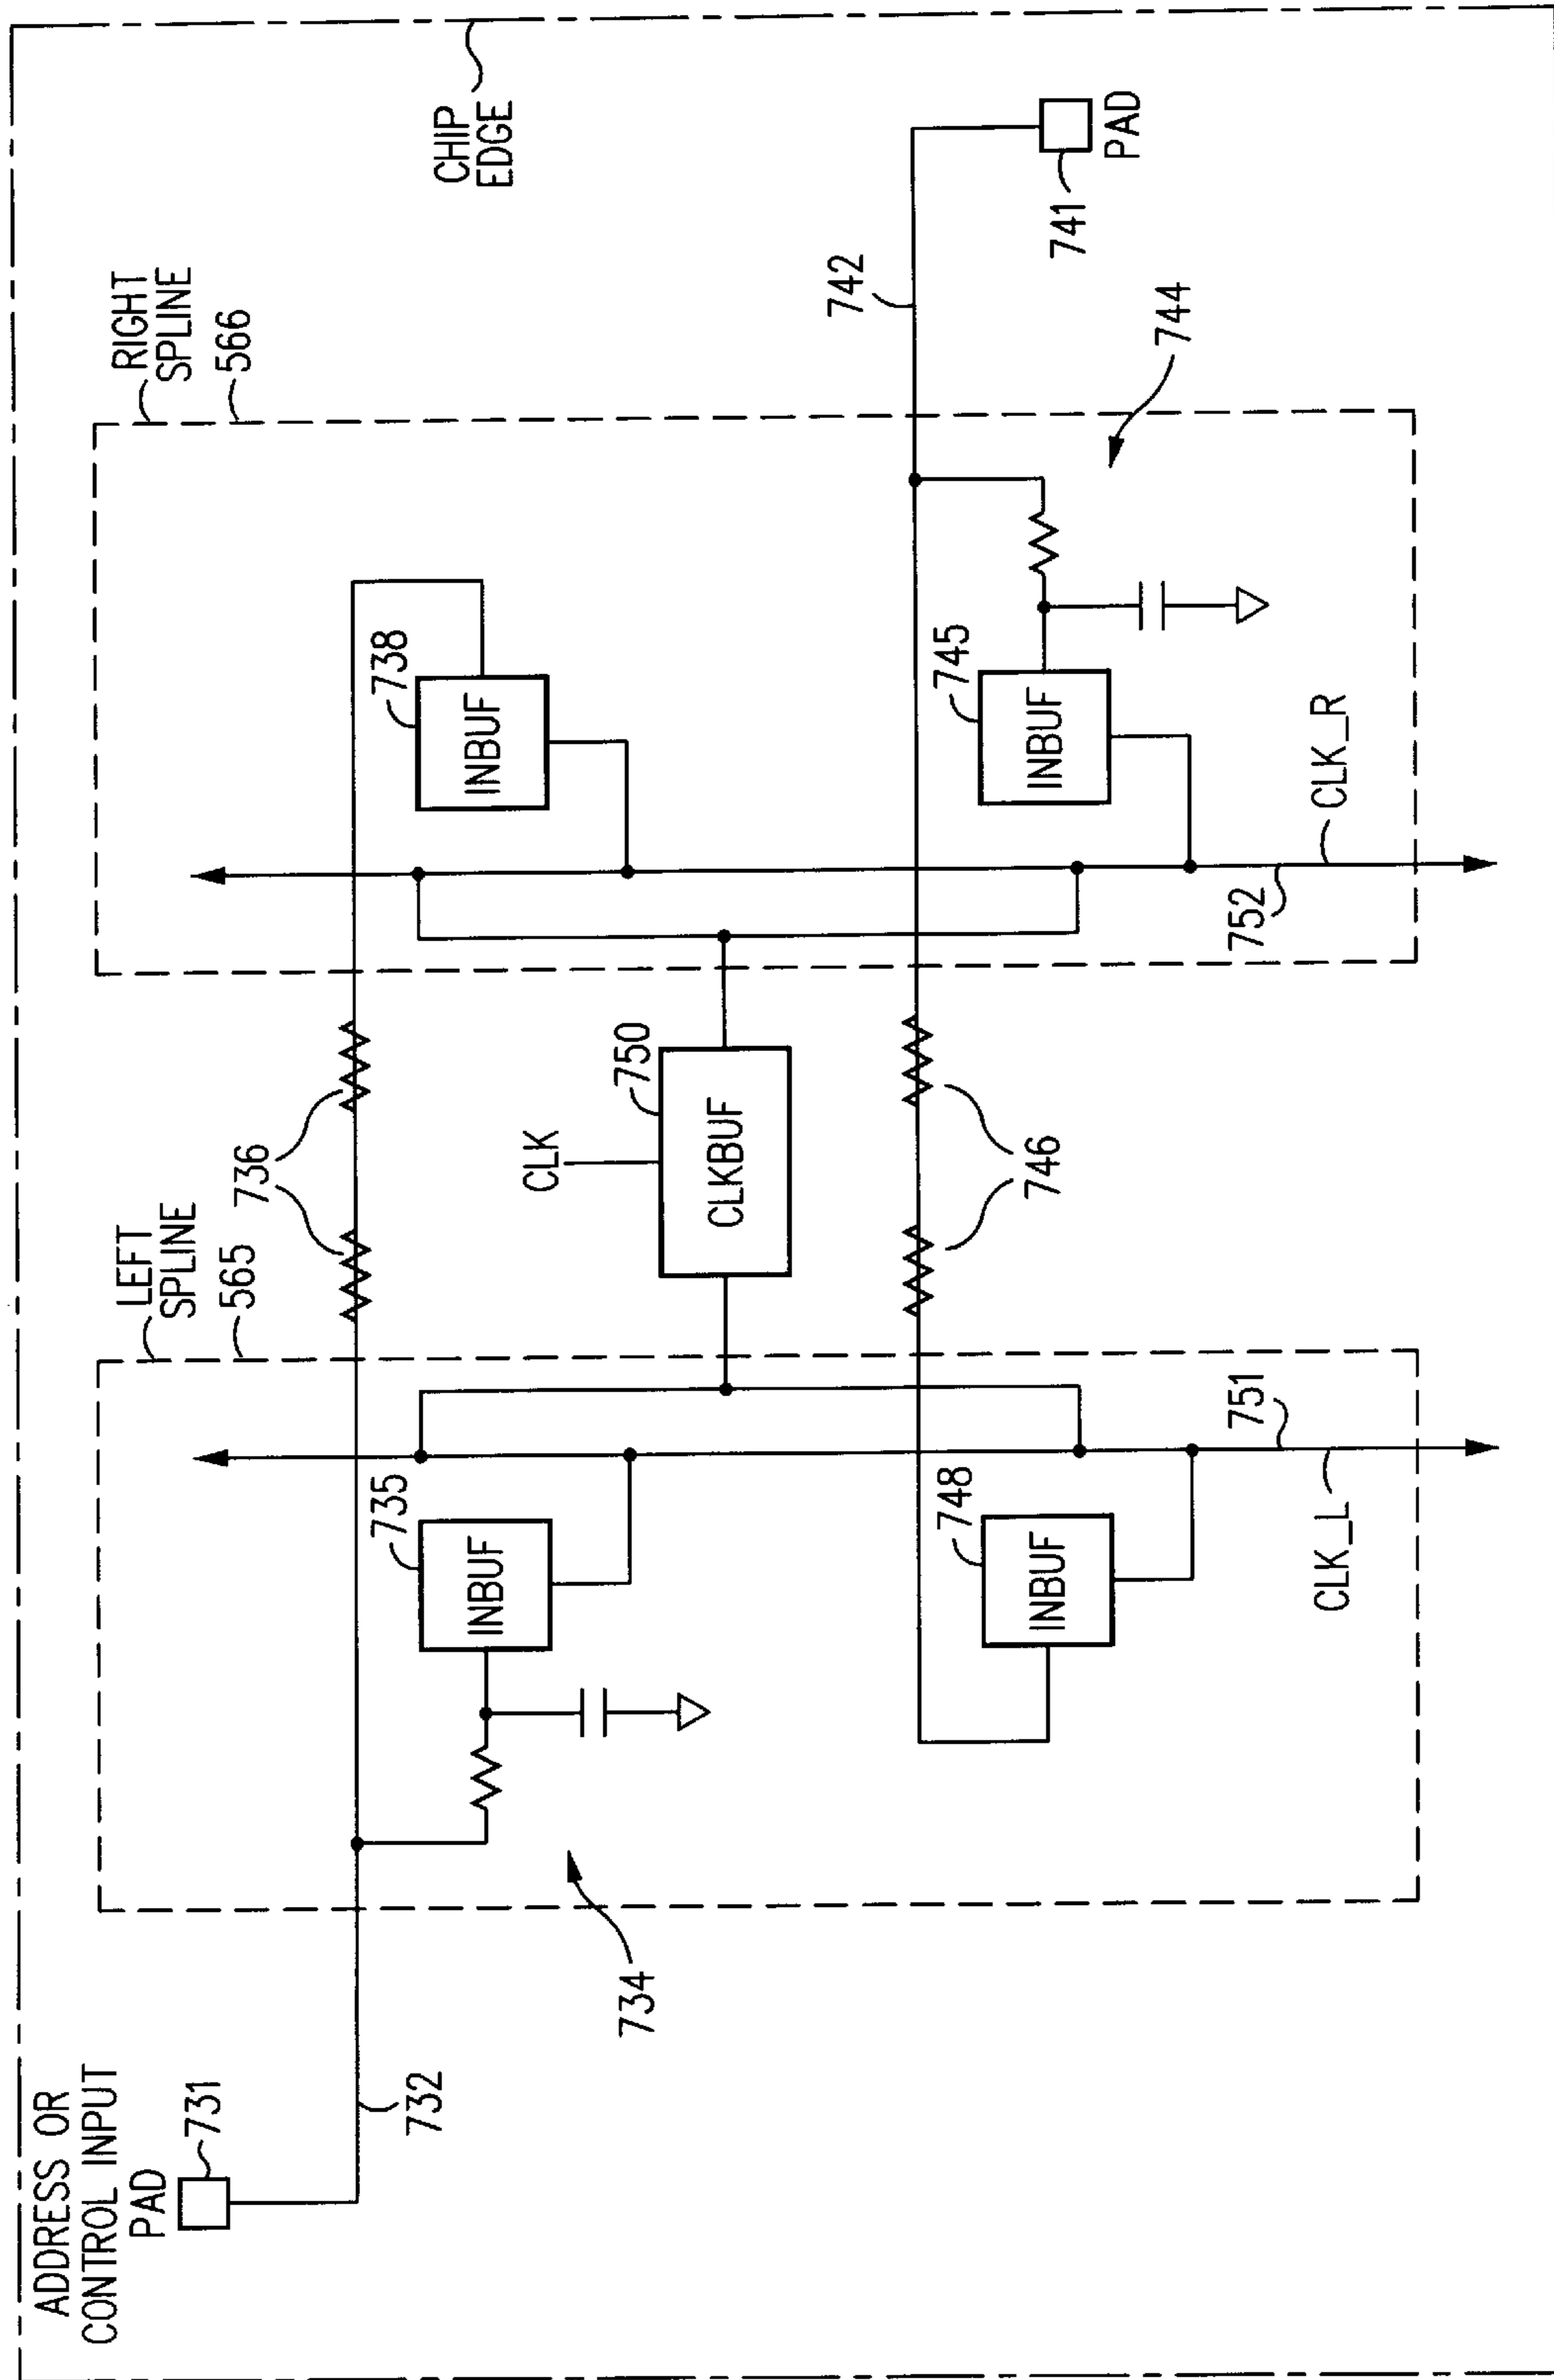 ADDRESS OR
CONTROL INPUT
PAD
731
732
734
LEFT
SPLINE
565
735
INBUF
748
INBUF
751
CLK_L
736
CLK
750
CLKBUF
746
RIGHT
SPLINE
566
738
INBUF
745
INBUF
752
CLK_R
742
744
CHIP
EDGE
741
PAD